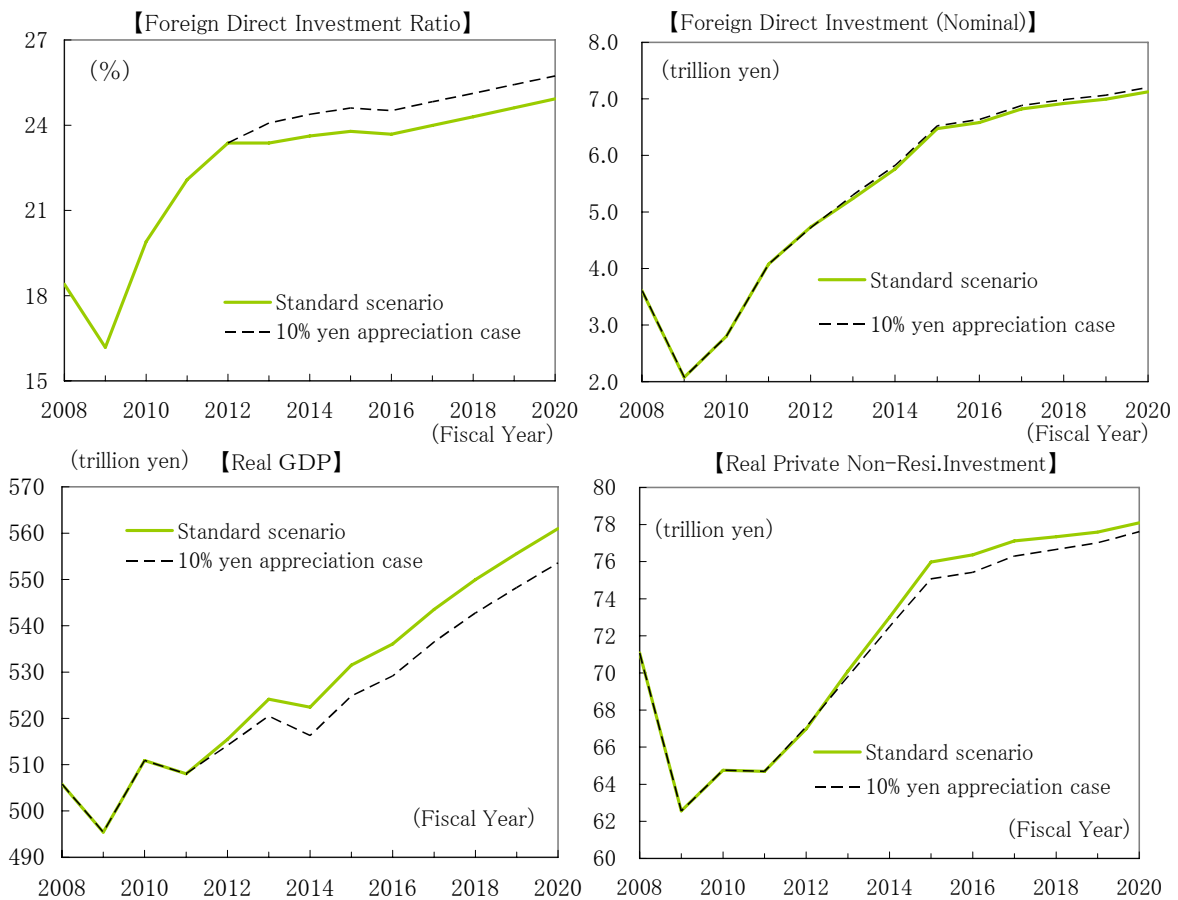 【Foreign Direct Investment Ratio】
(%)
27
24
21
18
15
Standard scenario
10% yen appreciation case
2008 2010 2012 2014 2016 2018 2020
(Fiscal Year)
【Foreign Direct Investment (Nominal)】
(trillion yen)
8.0
7.0
6.0
5.0
4.0
3.0
2.0
Standard scenario
10% yen appreciation case
2008 2010 2012 2014 2016 2018 2020
(Fiscal Year)
(trillion yen) 【Real GDP】
570
560
550
540
530
520
510
500
490
Standard scenario
10% yen appreciation case
(Fiscal Year)
2008 2010 2012 2014 2016 2018 2020
【Real Private Non-Resi.Investment】
(trillion yen)
80
78
76
74
72
70
68
66
64
62
60
Standard scenario
10% yen appreciation case
(Fiscal Year)
2008 2010 2012 2014 2016 2018 2020